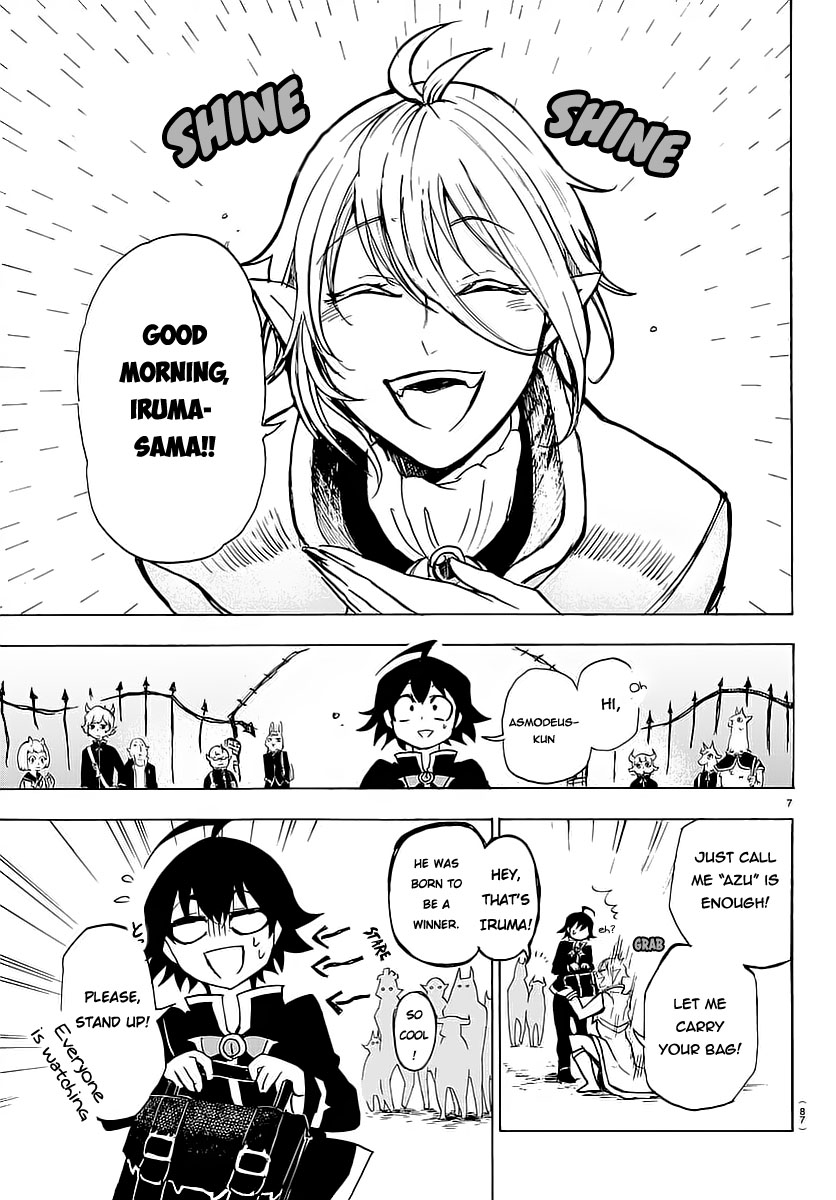 SHINE
SHINE
GOOD
MORNING,
IRUMA-
SAMA!!
Oh
HI,
ASMODEUS-
KUN
7
JUST CALL
ME "AZU" IS
ENOUGH!
eh?
GRAB
LET ME
CARRY
YOUR BAG!
HEY,
THAT'S
IRUMA!
HE WAS
BORN TO
BE A
WINNER.
STARE
SO
COOL
!
PLEASE,
STAND UP!
Everyone
is watching
(87)